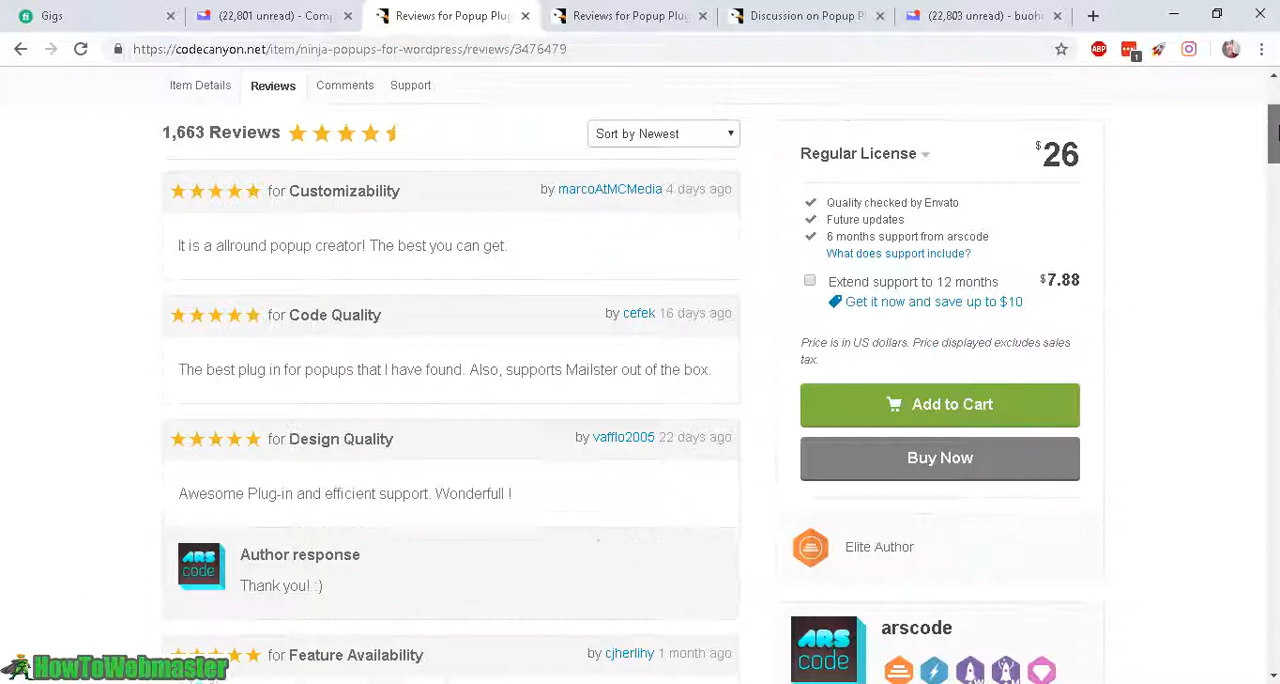 Gigs
(22,801 unread) -
Reviews for Popup Plu
Reviews for Popup Plug
Discussion on Popup P
(22,803 unread) - buohr
https://codecanyon.net/item/ninja-popups-for-wordpress/reviews/3476479
ABP
1
Item Details
Reviews
Comments
Support
1,663 Reviews
Sort by Newest
for Customizability
by marcoAtMCMedia 4 days ago
It is a allround popup creator! The best you can get.
for Code Quality
by cefek 16 days ago
The best plug in for popups that I have found. Also, supports Mailster out of the box.
for Design Quality
22 days ago
Awesome Plug-in and efficient support. Wonderfull !
ARS
code
Author response
Thank you! :)
for Feature Availability
by cjherlihy 1 month ago
Regular License
$26
Quality checked by Envato
Future updates
6 months support from arscode
What does support include?
Extend support to 12 months
$7.88
Get it now and save up to $10
Price is in US dollars. Price displayed excludes sales
tax.
Add to Cart
Buy Now
Elite Author
ARS
code
arscode
HowToWebmaster